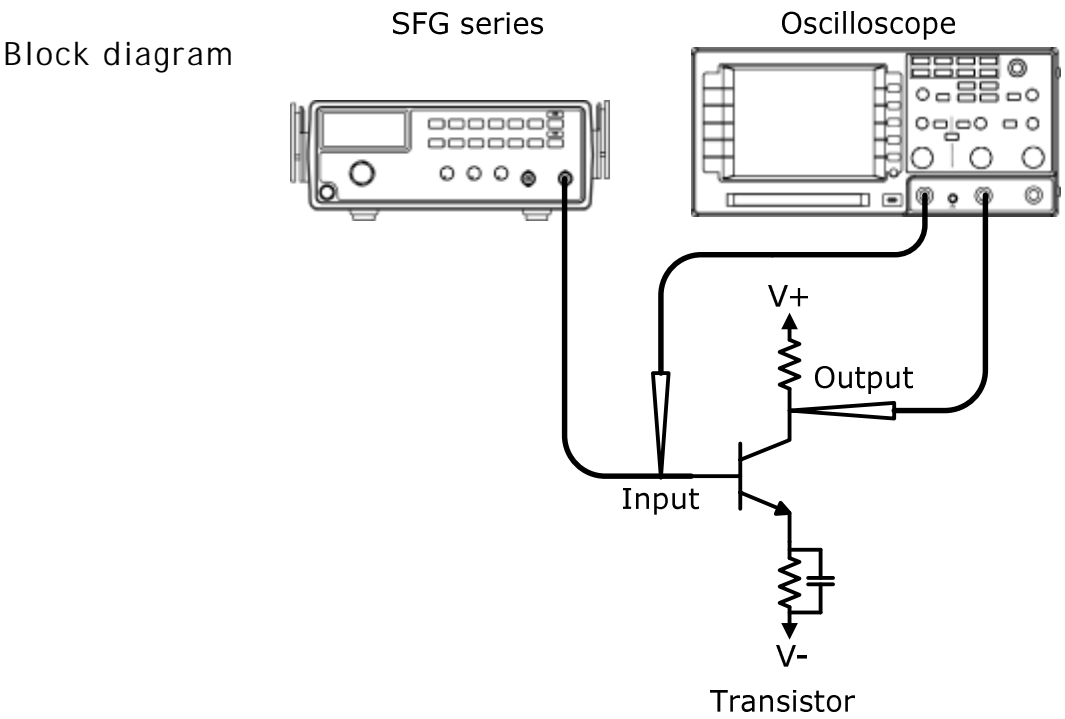 SFG series
Oscilloscope
Block diagram
V+
Output
Input
V-
Transistor